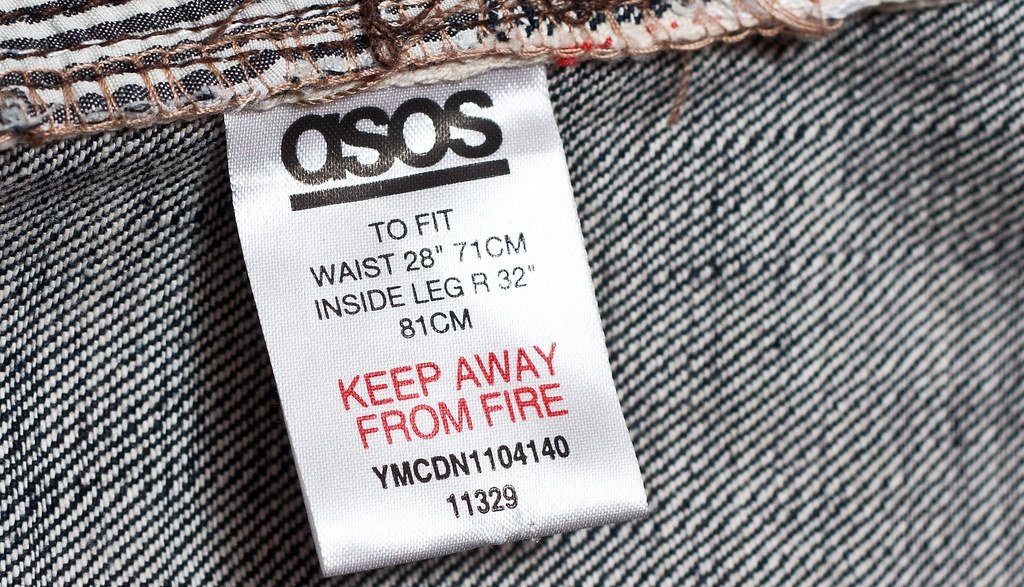 asos
TO FIT
WAIST 28" 71CM
INSIDE LEG R 32"
81CM
KEEP AWAY
FROM FIRE
YMCDN1104140
11329